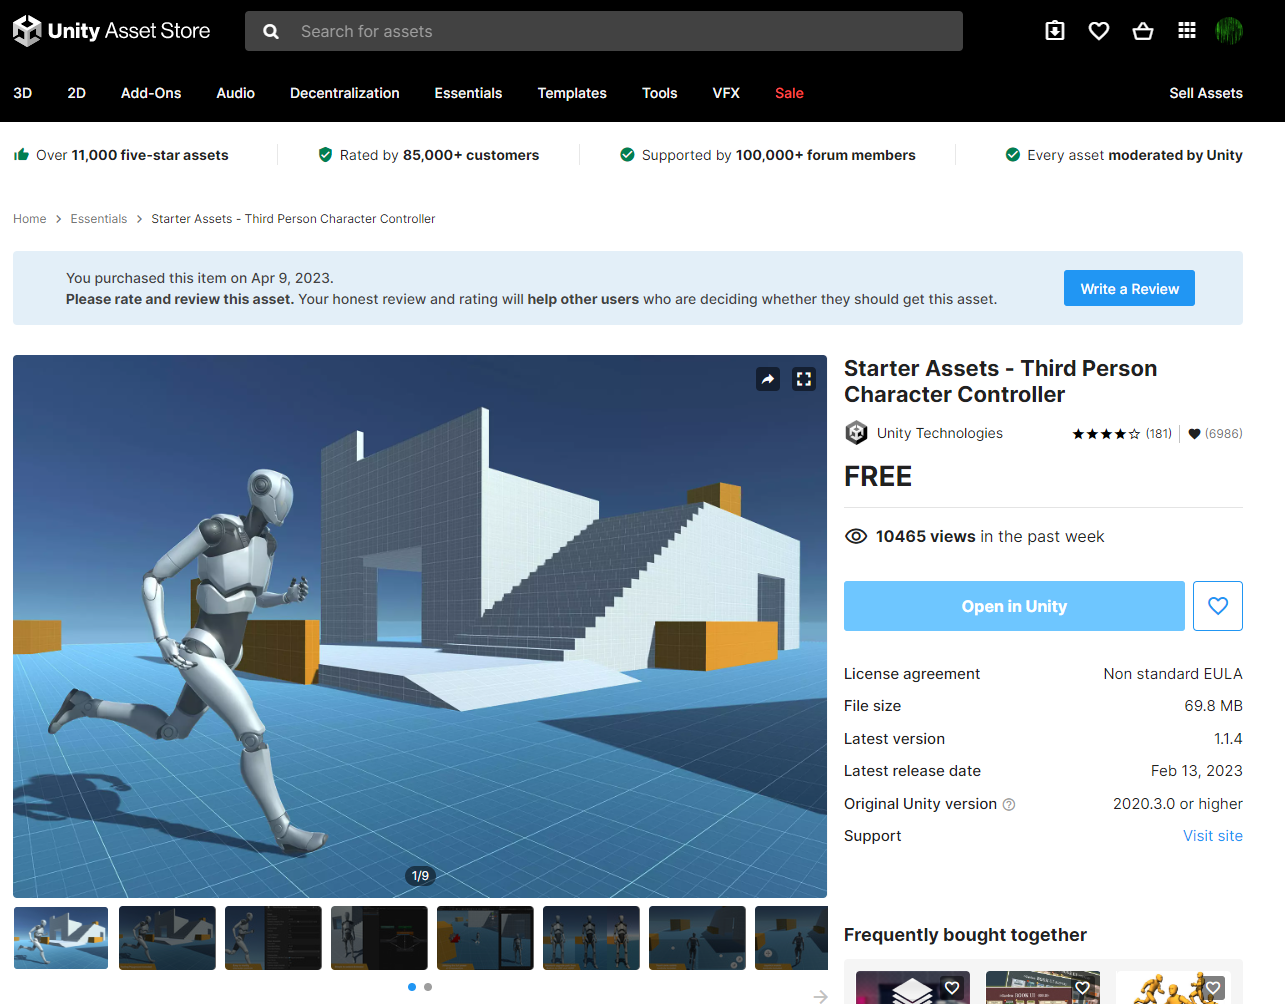 Unity Asset Store
Search for assets
3D 2D Add-Ons Audio Decentralization Essentials Templates Tools VFX Sale Sell Assets
Over 11,000 five-star assets Rated by 85,000+ customers Supported by 100,000+ forum members Every asset moderated by Unity
Home > Essentials > Starter Assets - Third Person Character Controller
You purchased this item on Apr 9, 2023.
Please rate and review this asset. Your honest review and rating will help other users who are deciding whether they should get this asset.
Write a Review
1/9
Starter Assets - Third Person
Character Controller
Unity Technologies (181) (6986)
FREE
10465 views in the past week
Open in Unity
License agreement Non standard EULA
File size 69.8 MB
Latest version 1.1.4
Latest release date Feb 13, 2023
Original Unity version 2020.3.0 or higher
Support Visit site
Frequently bought together